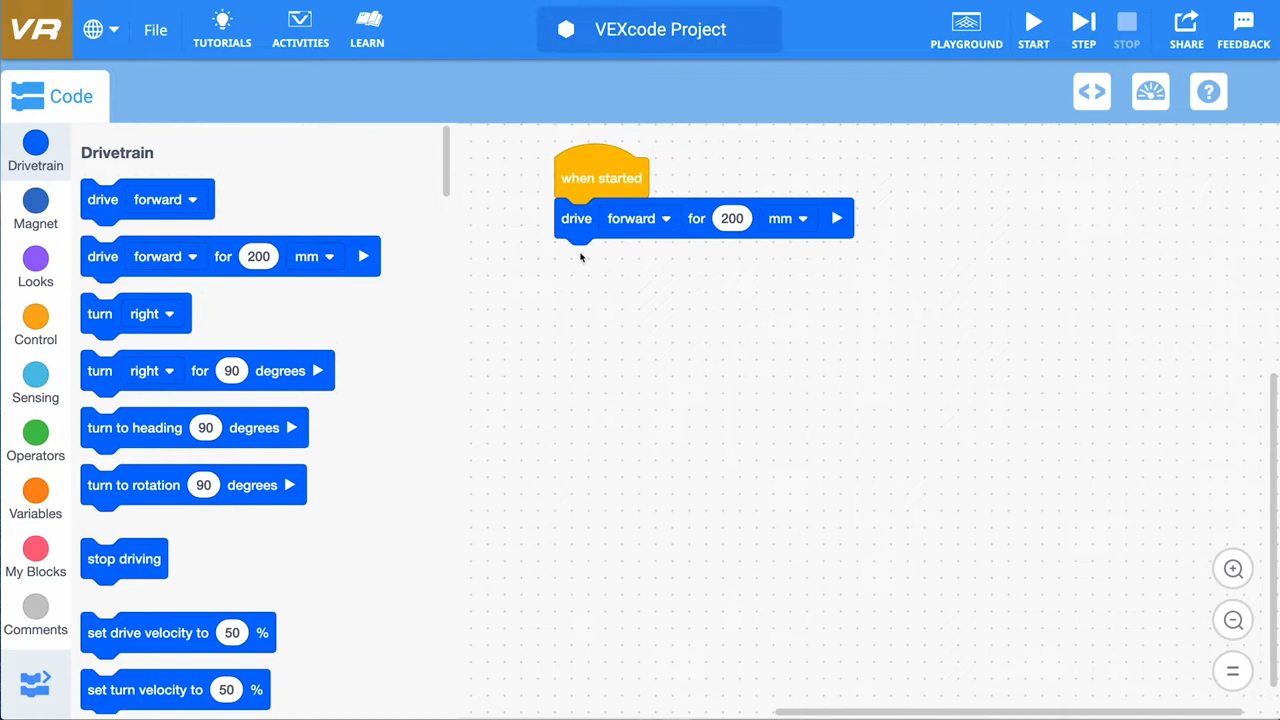 VR
File
TUTORIALS
ACTIVITIES
LEARN
VEXcode Project
PLAYGROUND
START
STEP
STOP
SHARE
FEEDBACK
Code
Drivetrain
Magnet
Looks
Control
Sensing
Operators
Variables
My Blocks
Comments
Drivetrain
drive forward
drive forward for 200 mm
turn right
turn right for 90 degrees
turn to heading 90 degrees
turn to rotation 90 degrees
stop driving
set drive velocity to 50 %
set turn velocity to 50 %
when started
drive forward for 200 mm